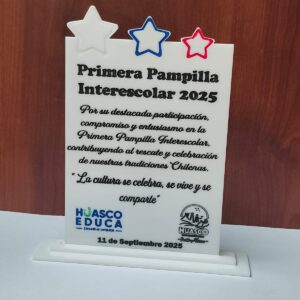 Primera Pampilla
Interescolar 2025
Por su destacada participación,
compromiso y entusiasmo en la
Primera Pampilla Interescolar,
contribuyendo al rescate y celebración
de nuestras tradiciones Chilenas.
"La cultura se celebra, se vive y se
comparte"
HUASCO
EDUCA
HUASCO
11 de Septiembre 2025